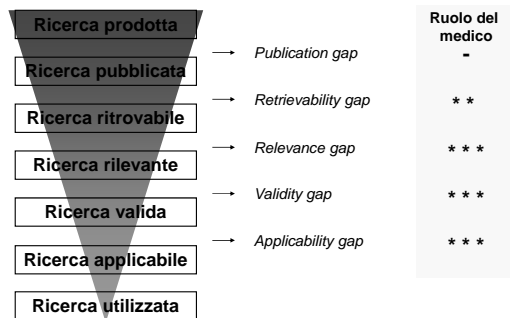 Ricerca prodotta
Ruolo del
medico
Publication gap
-
Ricerca pubblicata
Retrievability gap
* *
Ricerca ritrovabile
Relevance gap
* * *
Ricerca rilevante
Validity gap
* * *
Ricerca valida
Applicability gap
* * *
Ricerca applicabile
Ricerca utilizzata